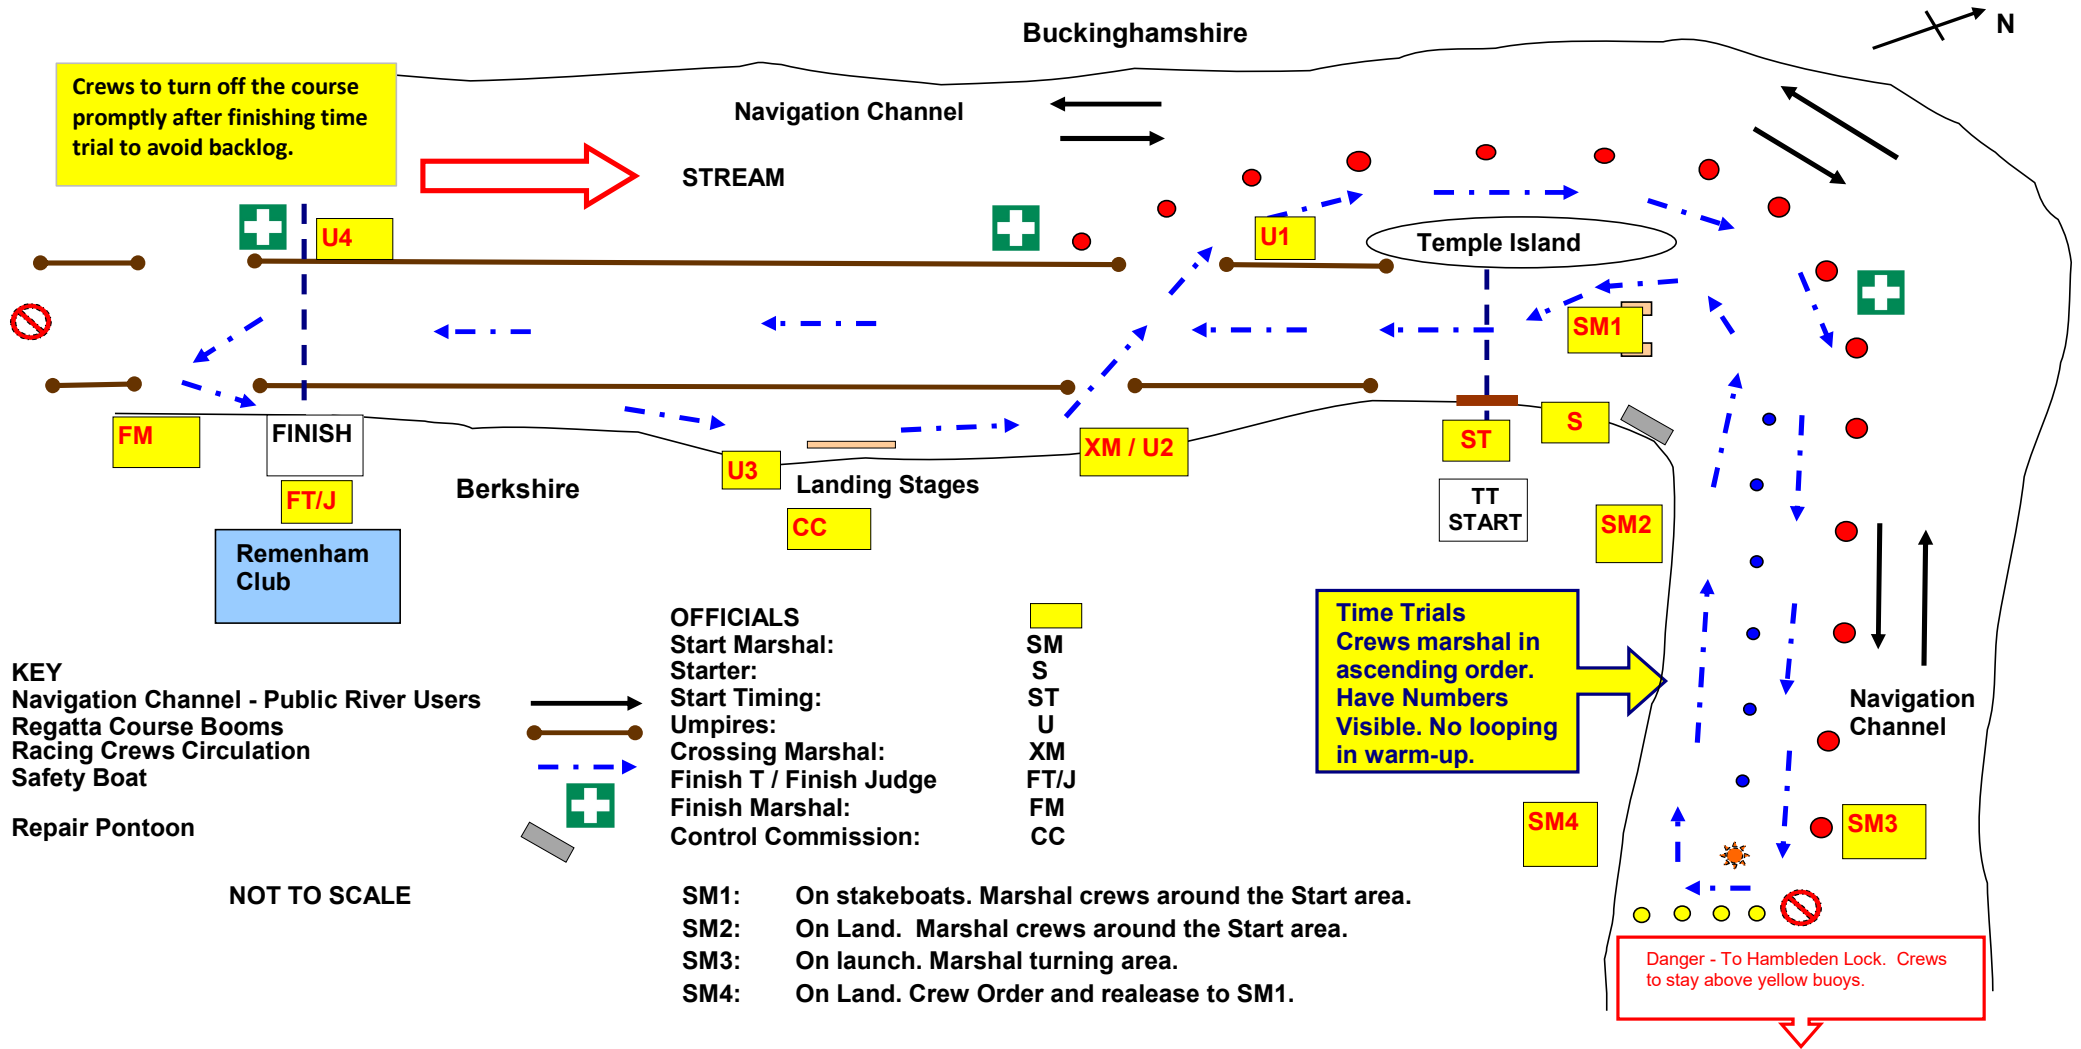 Buckinghamshire
N
Crews to turn off the course
promptly after finishing time
trial to avoid backlog.
Navigation Channel
STREAM
U4
U1
Temple Island
SM1
FM
FINISH
XM / U2
ST
S
U3
Landing Stages
Berkshire
FT/J
CC
TT
START
SM2
Remenham
Club
Time Trials
Crews marshal in
ascending order.
Have Numbers
Visible. No looping
in warm-up.
Navigation
Channel
SM4
SM3
KEY
Navigation Channel - Public River Users
Regatta Course Booms
Racing Crews Circulation
Safety Boat
Repair Pontoon
OFFICIALS
Start Marshal: SM
Starter: S
Start Timing: ST
Umpires: U
Crossing Marshal: XM
Finish T / Finish Judge FT/J
Finish Marshal: FM
Control Commission: CC
NOT TO SCALE
SM1: On stakeboats. Marshal crews around the Start area.
SM2: On Land. Marshal crews around the Start area.
SM3: On launch. Marshal turning area.
SM4: On Land. Crew Order and realease to SM1.
Danger - To Hambleden Lock. Crews
to stay above yellow buoys.